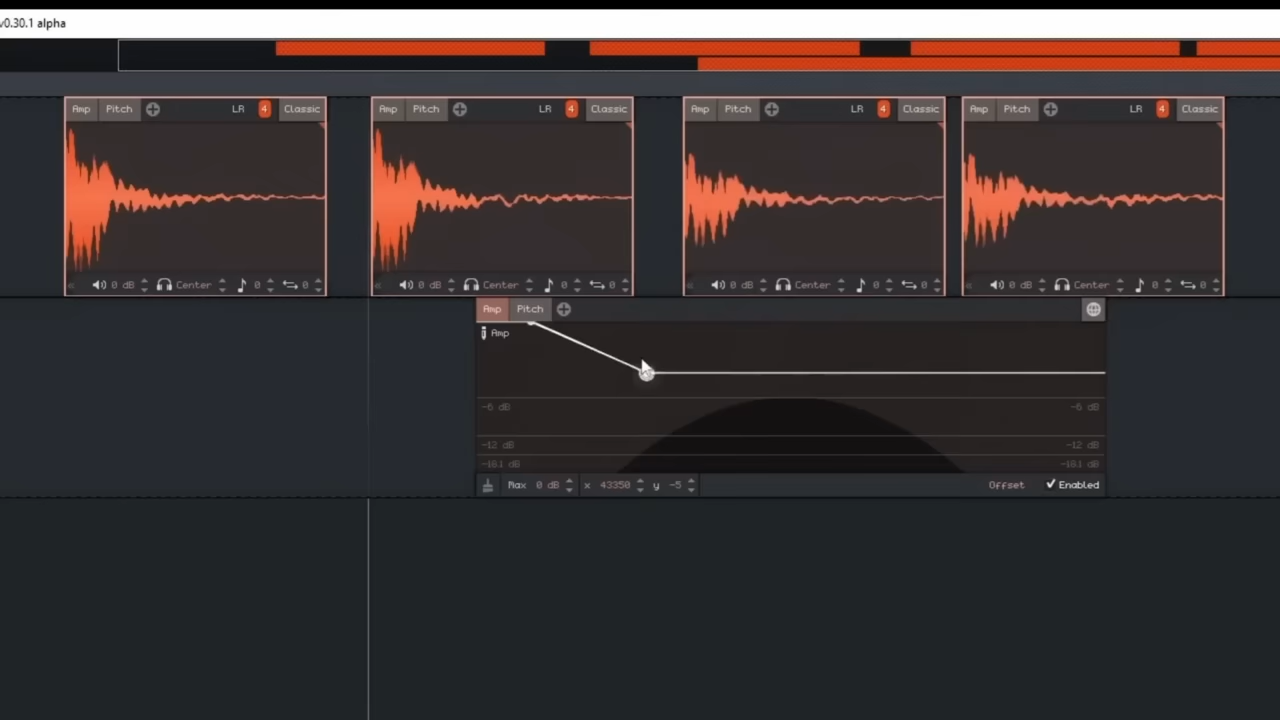 v0.30.1 alpha
Amp Pitch LR 4 Classic
Amp Pitch LR 4 Classic
Amp Pitch LR 4 Classic
Amp Pitch LR 4 Classic
0 dB Center 0 0
0 dB Center 0 0
0 dB Center 0 0
0 dB Center 0 0
Amp Pitch
Amp
-6 dB -6 dB
-12 dB -12 dB
-18.1 dB -18.1 dB
Max 0 dB x 43350 y -5 Offset Enabled